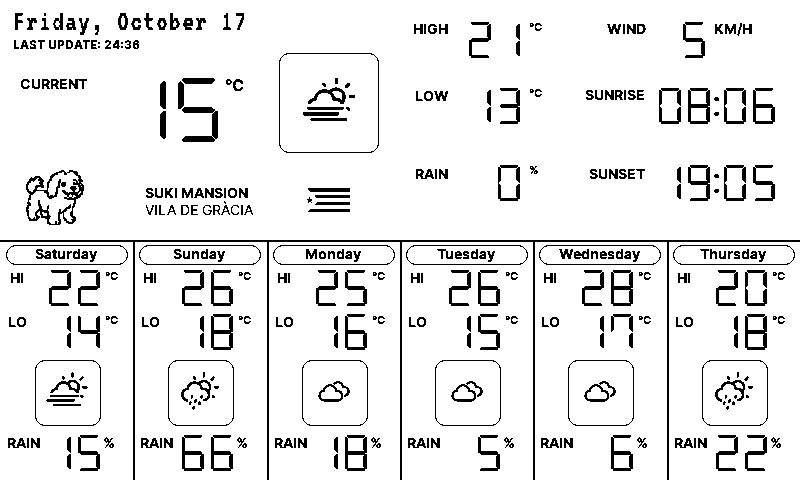 Friday, October 17
LAST UPDATE: 24:36
CURRENT 15 °C
SUKI MANSION
VILA DE GRÀCIA
HIGH 21 °C
LOW 13 °C
RAIN 0 %
WIND 5 KM/H
SUNRISE 08:06
SUNSET 19:05
Saturday
HI 22 °C
LO 14 °C
RAIN 15 %
Sunday
HI 26 °C
LO 18 °C
RAIN 66 %
Monday
HI 25 °C
LO 16 °C
RAIN 18 %
Tuesday
HI 26 °C
LO 15 °C
RAIN 5 %
Wednesday
HI 28 °C
LO 17 °C
RAIN 6 %
Thursday
HI 20 °C
LO 18 °C
RAIN 22 %